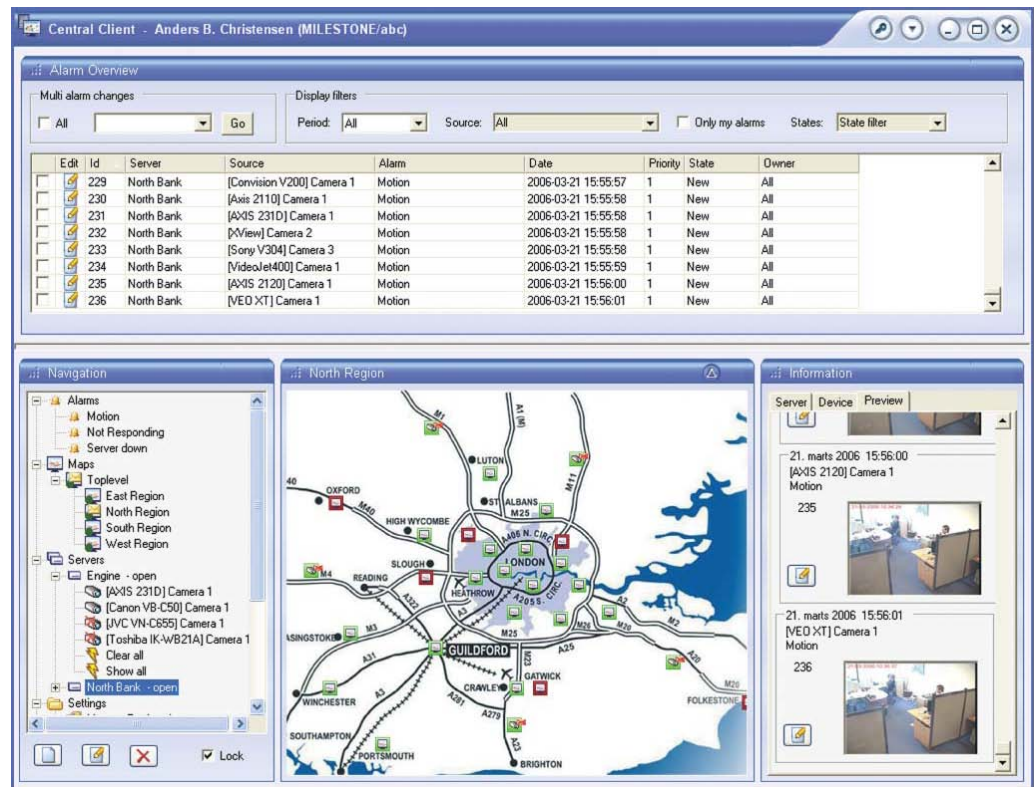 Central Client - Anders B. Christensen (MILESTONE/abc)
Alarm Overview
Multi alarm changes
Display filters
All
Go
Period: All
Source: All
Only my alarms
States: State filter
Edit Id Server Source Alarm Date Priority State Owner
229 North Bank [Convision V200] Camera 1 Motion 2006-03-21 15:55:57 1 New All
230 North Bank [Axis 2110] Camera 1 Motion 2006-03-21 15:55:58 1 New All
231 North Bank [AXIS 231D] Camera 1 Motion 2006-03-21 15:55:58 1 New All
232 North Bank [XView] Camera 2 Motion 2006-03-21 15:55:58 1 New All
233 North Bank [Sony V304] Camera 3 Motion 2006-03-21 15:55:58 1 New All
234 North Bank [VideoJet400] Camera 1 Motion 2006-03-21 15:55:59 1 New All
235 North Bank [AXIS 2120] Camera 1 Motion 2006-03-21 15:56:00 1 New All
236 North Bank [VEO XT] Camera 1 Motion 2006-03-21 15:56:01 1 New All
Navigation
Alarms
Motion
Not Responding
Server down
Maps
Toplevel
East Region
North Region
South Region
West Region
Servers
Engine - open
[AXIS 231D] Camera 1
[Canon VB-C50] Camera 1
[JVC VN-C655] Camera 1
[Toshiba IK-WB21A] Camera 1
Clear all
Show all
North Bank - open
Settings
Lock
North Region
M1
A1 (M)
LUTON
M11
40
OXFORD
M40
ST ALBANS
M25
HIGH WYCOMBE
A406 N. CIRC.
SLOUGH
LONDON
M4
READING
HEATHROW
A205 S. CIRC.
A322
A2
M2
M3
M25
M26
M20
ASINGSTOKE
GUILDFORD
A25
A20
A31
M23
GATWICK
M20
CRAWLEY
WINCHESTER
A3
A281
FOLKESTONE
A279
SOUTHAMPTON
A23
PORTSMOUTH
BRIGHTON
A3
Information
Server Device Preview
21. marts 2006 15:56:00
[AXIS 2120] Camera 1
Motion
235
21. marts 2006 15:56:01
[VEO XT] Camera 1
Motion
236